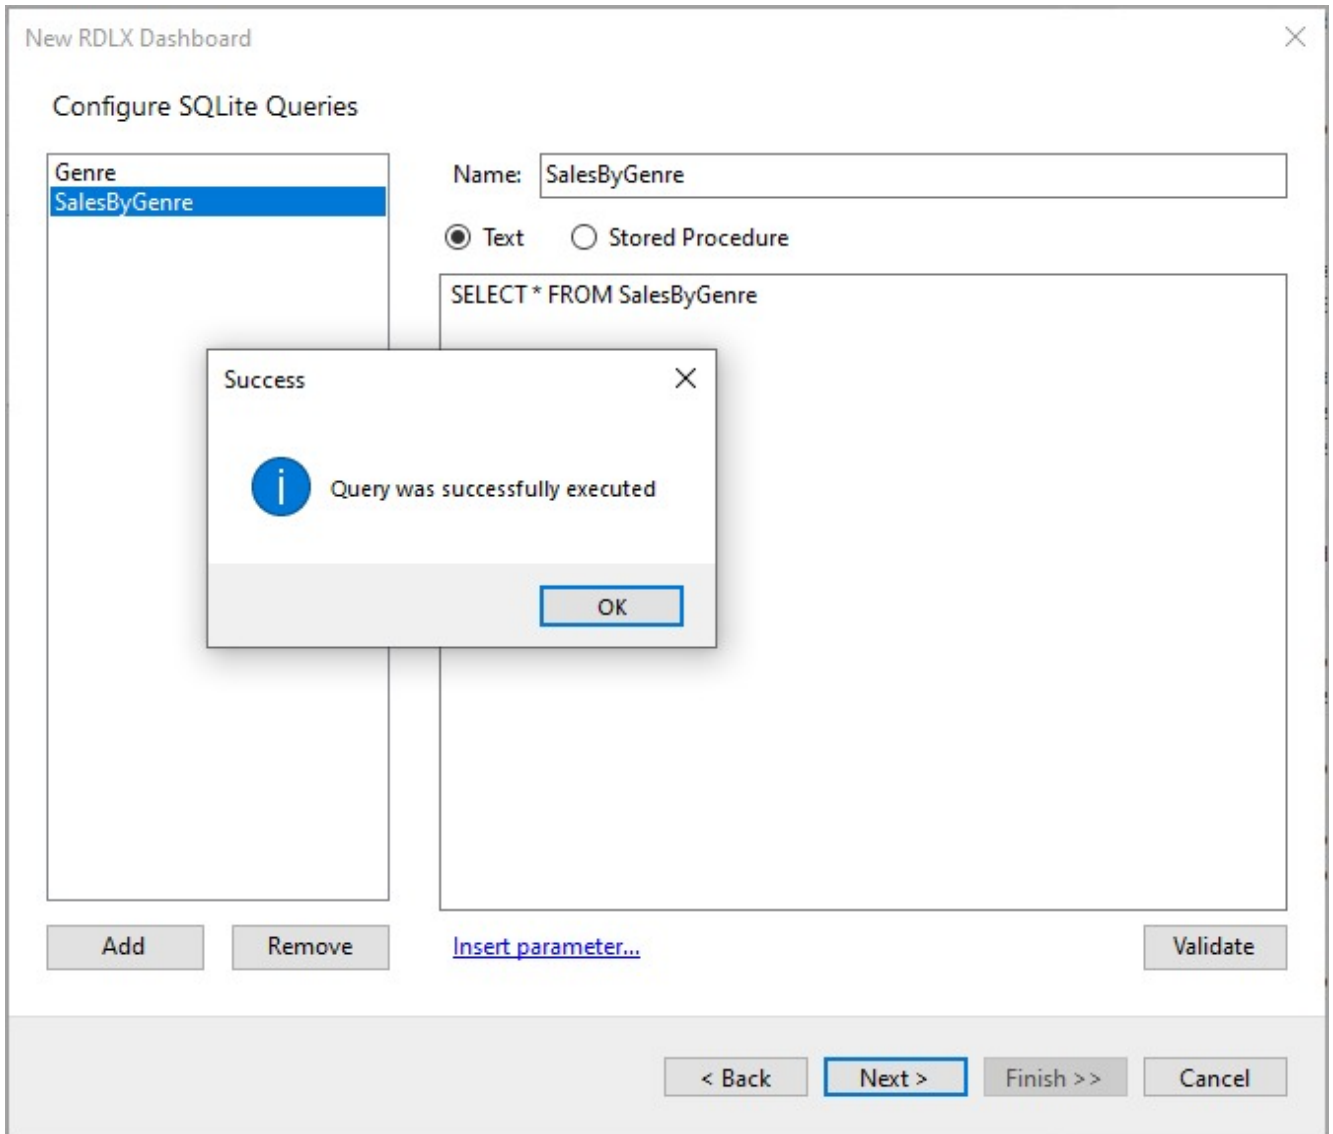 New RDLX Dashboard
Configure SQLite Queries
Genre
SalesByGenre
Name: SalesByGenre
Text Stored Procedure
SELECT * FROM SalesByGenre
Success
Query was successfully executed
OK
Add Remove Insert parameter... Validate
< Back Next > Finish >> Cancel